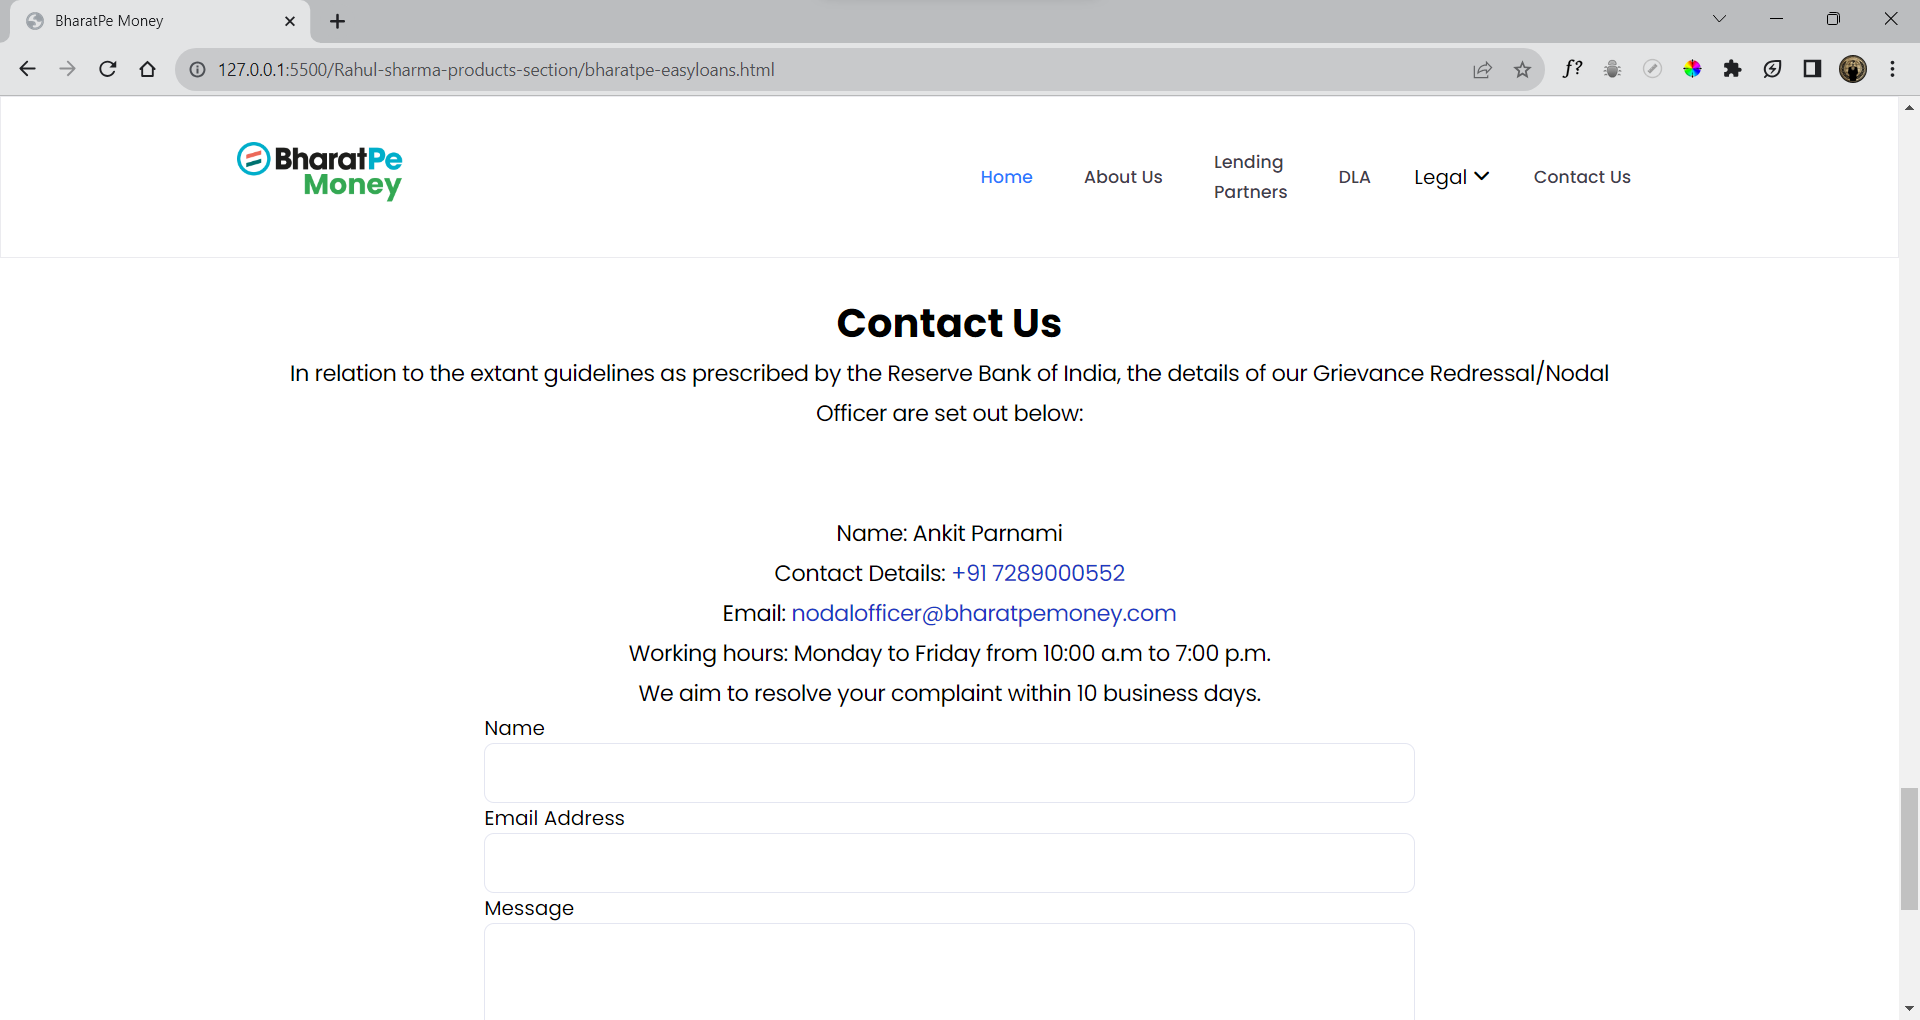 BharatPe Money
127.0.0.1:5500/Rahul-sharma-products-section/bharatpe-easyloans.html
f?
BharatPe
Money
Home
About Us
Lending
Partners
DLA
Legal
Contact Us
Contact Us
In relation to the extant guidelines as prescribed by the Reserve Bank of India, the details of our Grievance Redressal/Nodal
Officer are set out below:
Name: Ankit Parnami
Contact Details: +91 7289000552
Email: nodalofficer@bharatpemoney.com
Working hours: Monday to Friday from 10:00 a.m to 7:00 p.m.
We aim to resolve your complaint within 10 business days.
Name
Email Address
Message